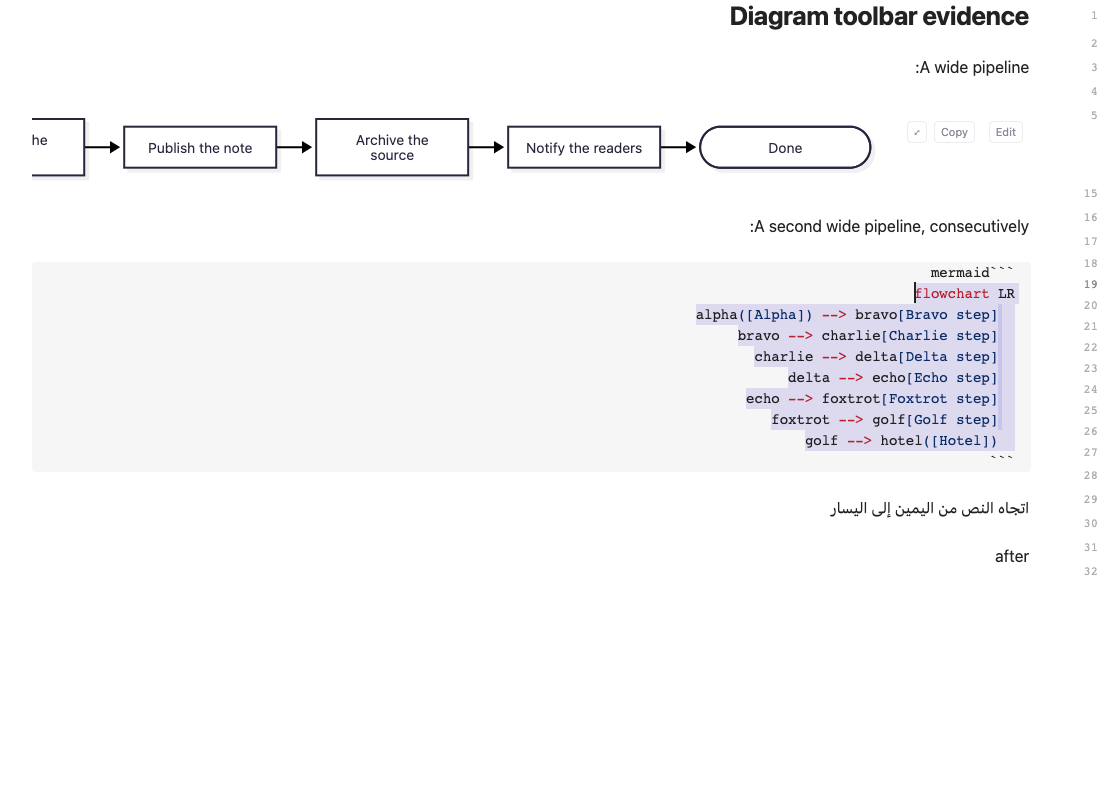 Diagram toolbar evidence
:A wide pipeline
he
Publish the note
Archive the
source
Notify the readers
Done
⤢ Copy Edit
:A second wide pipeline, consecutively
mermaid```
flowchart LR
alpha([Alpha]) --> bravo[Bravo step]
bravo --> charlie[Charlie step]
charlie --> delta[Delta step]
delta --> echo[Echo step]
echo --> foxtrot[Foxtrot step]
foxtrot --> golf[Golf step]
golf --> hotel([Hotel])
```
اتجاه النص من اليمين إلى اليسار
after
1
2
3
4
5
15
16
17
18
19
20
21
22
23
24
25
26
27
28
29
30
31
32